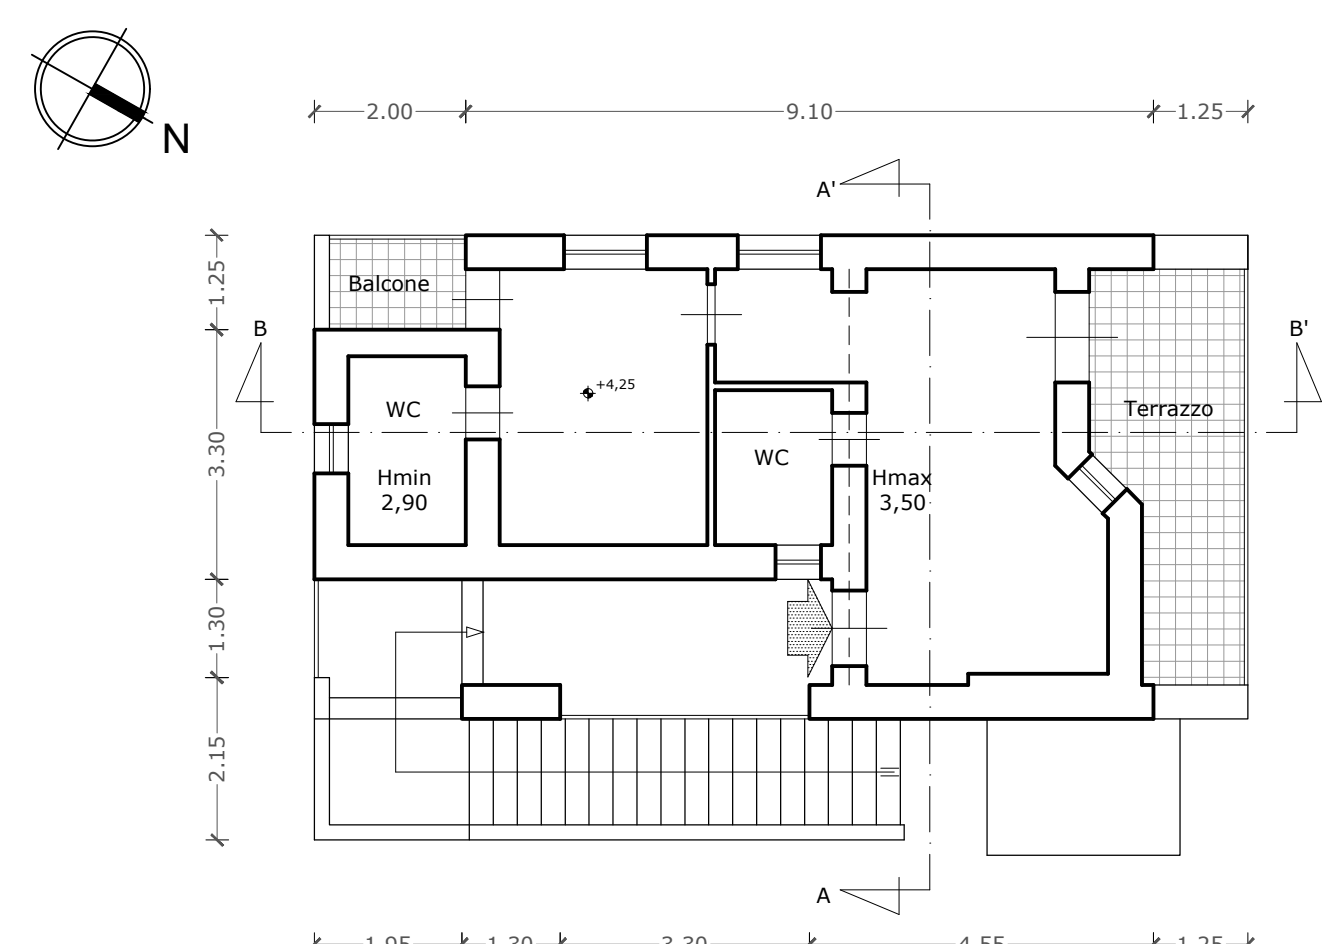 N
2.00
9.10
1.25
A'
1.25
Balcone
B
B'
+4,25
WC
Terrazzo
3.30
WC
Hmin
2,90
Hmax
3,50
1.30
2.15
A
1.95
1.30
3.30
4.55
1.25